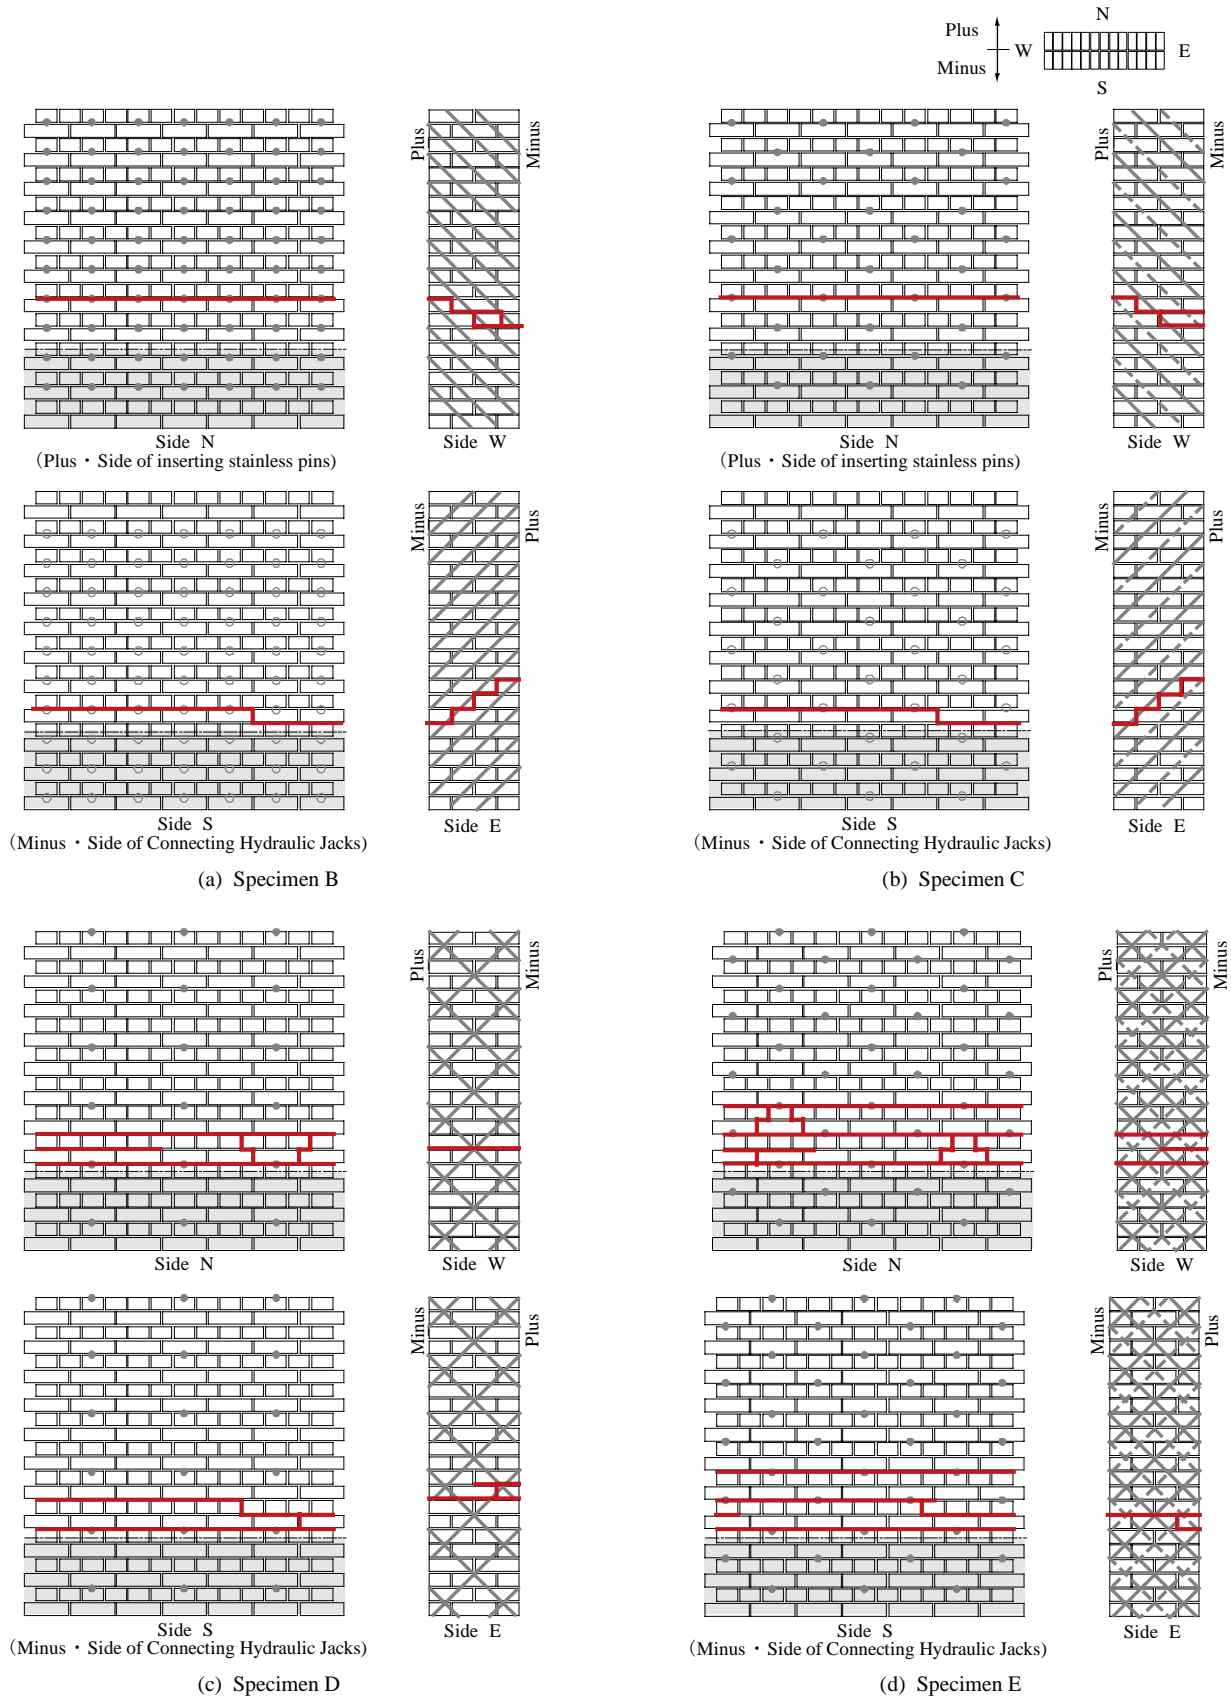 N
Plus
W
E
Minus
S
Plus
Minus
Plus
Minus
Side N
Side W
(Plus・Side of inserting stainless pins)
Side N
Side W
(Plus・Side of inserting stainless pins)
Minus
Plus
Minus
Plus
Side S
Side E
(Minus・Side of Connecting Hydraulic Jacks)
Side S
Side E
(Minus・Side of Connecting Hydraulic Jacks)
(a) Specimen B
(b) Specimen C
Plus
Minus
Plus
Minus
Side N
Side W
Side N
Side W
Minus
Plus
Minus
Plus
Side S
Side E
(Minus・Side of Connecting Hydraulic Jacks)
Side S
Side E
(Minus・Side of Connecting Hydraulic Jacks)
(c) Specimen D
(d) Specimen E